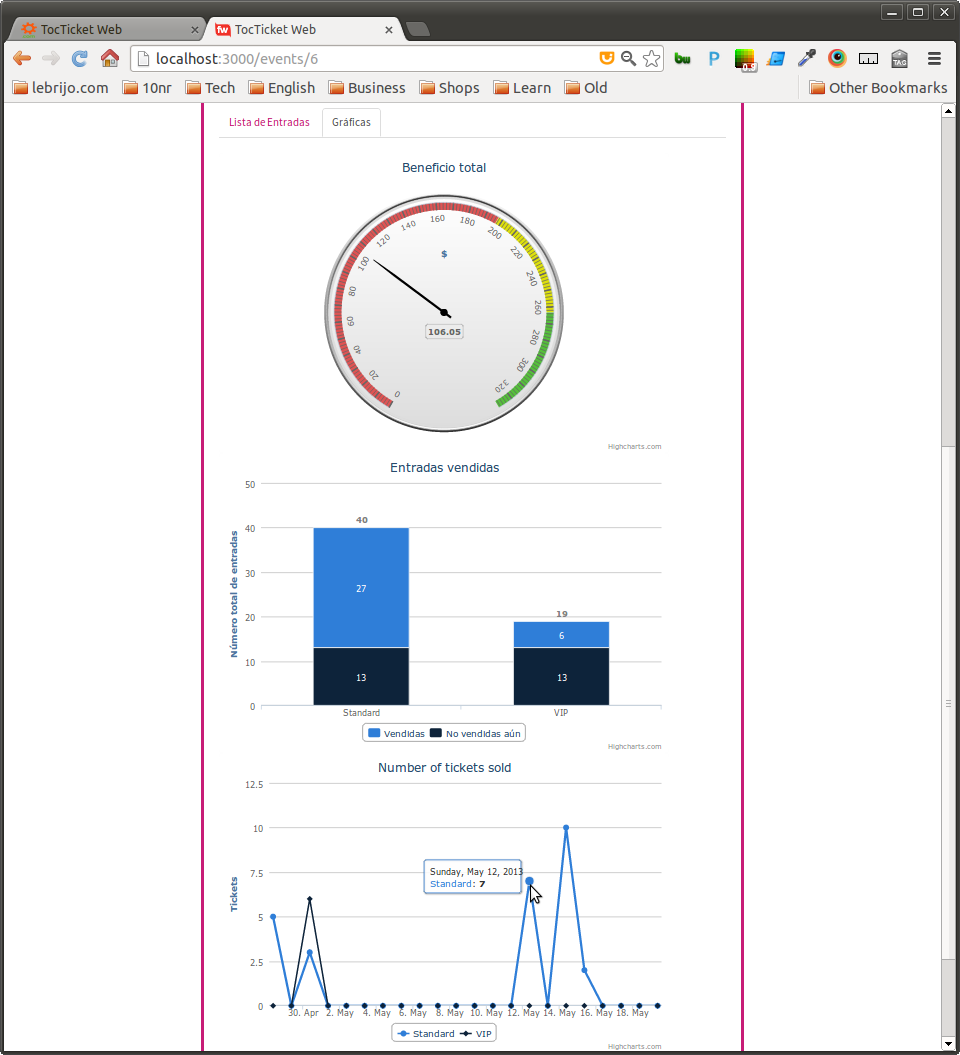 TocTicket Web
TocTicket Web
localhost:3000/events/6
lebrijo.com
10nr
Tech
English
Business
Shops
Learn
Old
Other Bookmarks
Lista de Entradas
Gráficas
Beneficio total
0
20
40
60
80
100
120
140
160
180
200
220
240
260
280
300
320
$
106.05
Highcharts.com
Entradas vendidas
Número total de entradas
50
40
30
20
10
0
40
27
13
19
6
13
Standard
VIP
Vendidas
No vendidas aún
Highcharts.com
Number of tickets sold
Tickets
12.5
10
7.5
5
2.5
0
Sunday, May 12, 2013
Standard: 7
30. Apr
2. May
4. May
6. May
8. May
10. May
12. May
14. May
16. May
18. May
Standard
VIP
Highcharts.com